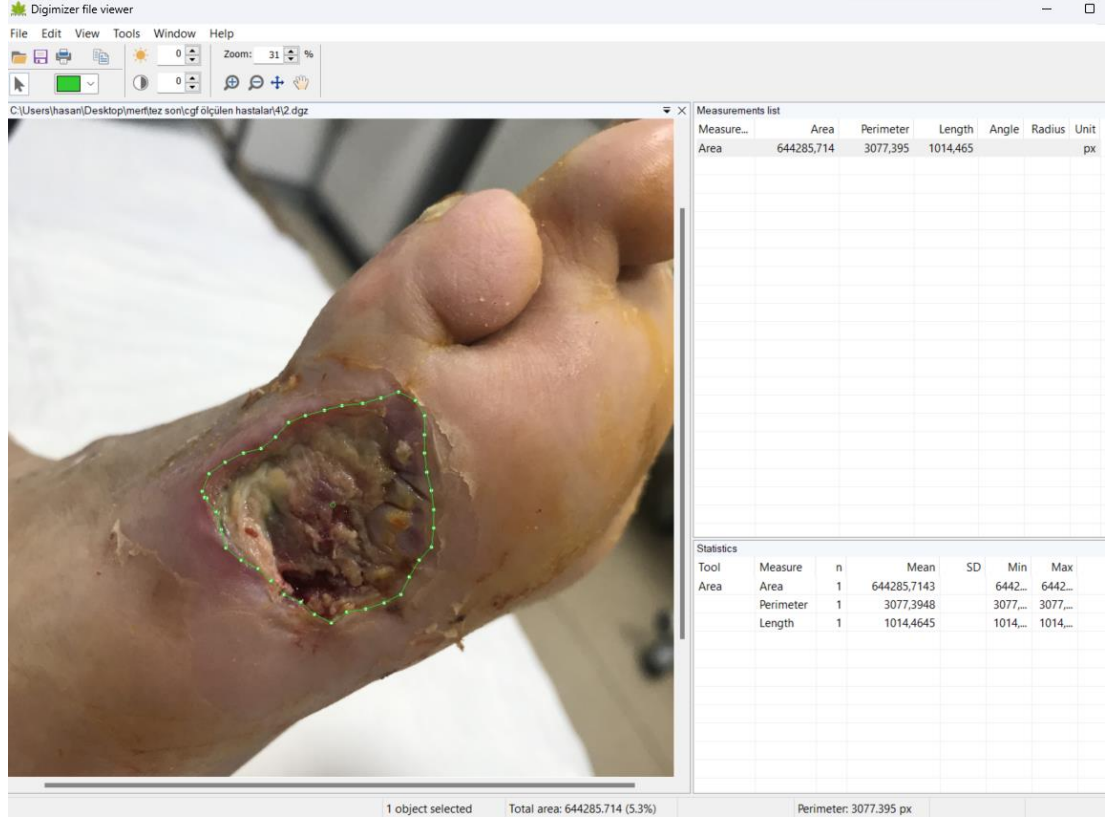 Digimizer file viewer
File Edit View Tools Window Help
0 Zoom: 31 %
0
C:\Users\hasan\Desktop\mert\tez son\cgf ölçülen hastalar\4\2.dgz
Measurements list
Measure... Area Perimeter Length Angle Radius Unit
Area 644285,714 3077,395 1014,465 px
Statistics
Tool Measure n Mean SD Min Max
Area Area 1 644285,7143 6442... 6442...
Perimeter 1 3077,3948 3077,... 3077,...
Length 1 1014,4645 1014,... 1014,...
1 object selected Total area: 644285.714 (5.3%) Perimeter: 3077.395 px